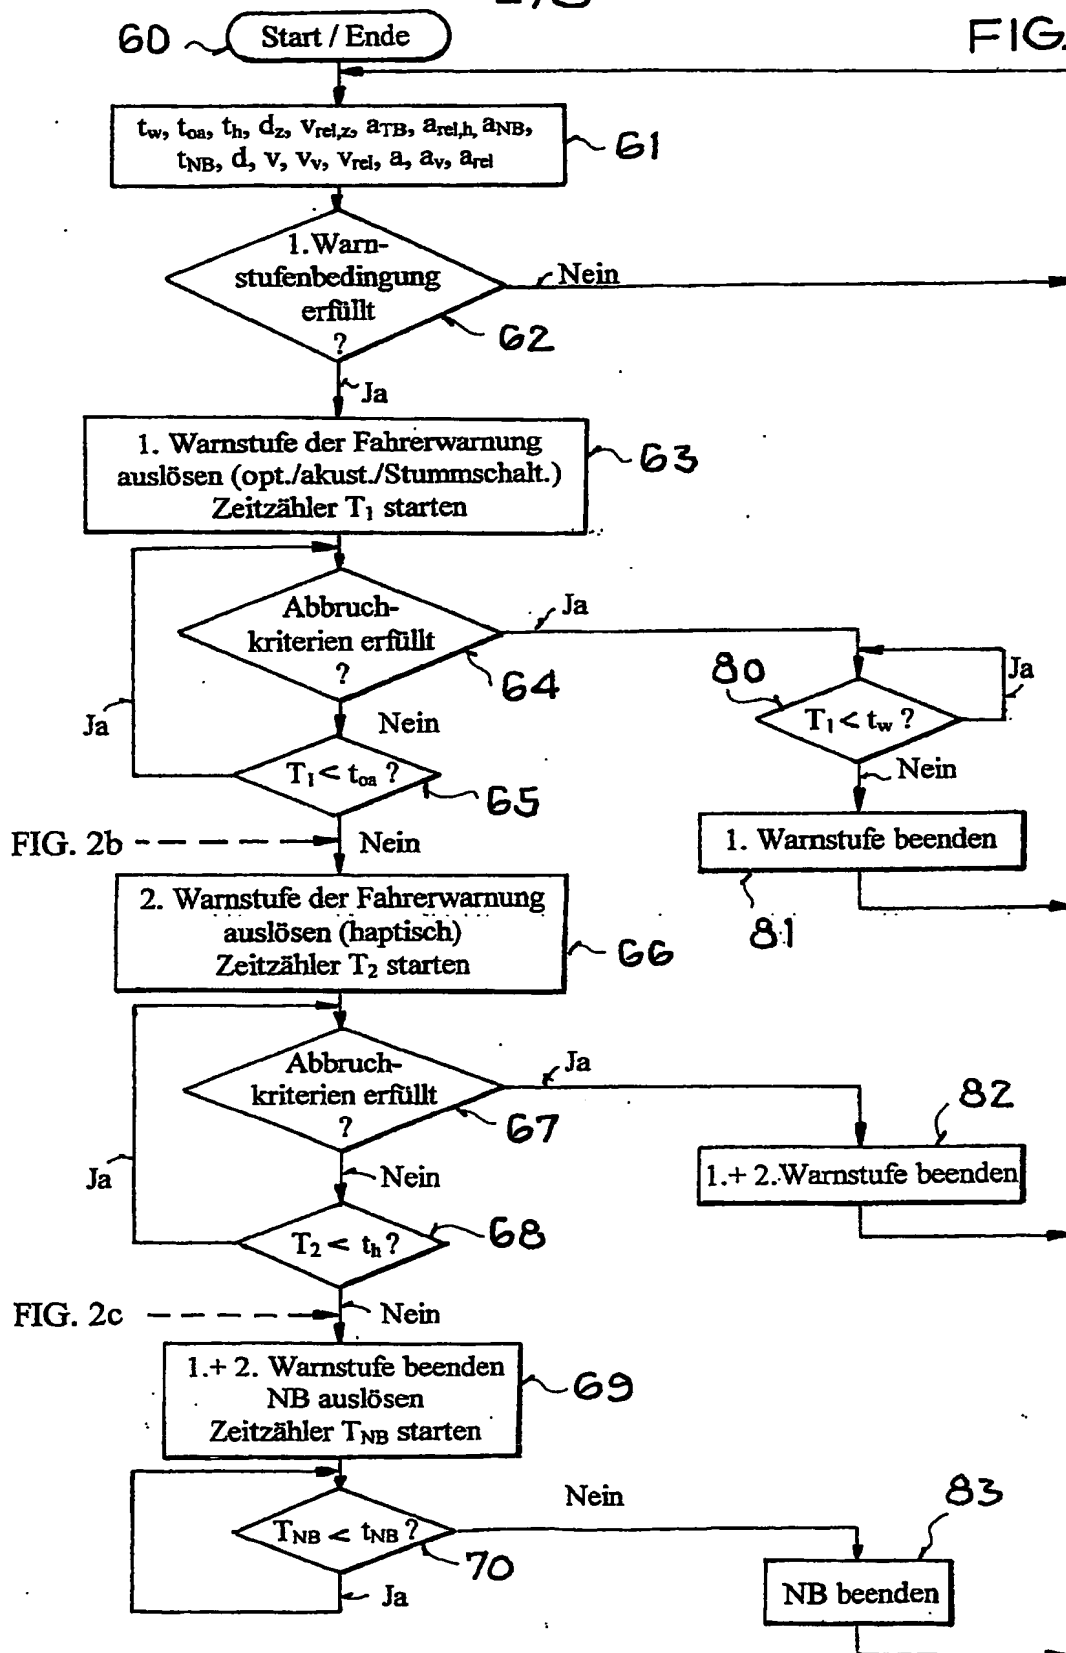 60
Start / Ende
FIG.
t_w, t_oa, t_h, d_z, v_rel,z, a_TB, a_rel,h, a_NB,
t_NB, d, v, v_v, v_rel, a, a_v, a_rel
61
1.Warn-
stufenbedingung
erfüllt
?
Nein
62
Ja
1. Warnstufe der Fahrerwarnung
auslösen (opt./akust./Stummschalt.)
Zeitzähler T_1 starten
63
Abbruch-
kriterien erfüllt
?
Ja
64
Nein
Ja
T_1 < t_oa ?
65
80
T_1 < t_w ?
Ja
Nein
1. Warnstufe beenden
81
FIG. 2b
Nein
2. Warnstufe der Fahrerwarnung
auslösen (haptisch)
Zeitzähler T_2 starten
66
Abbruch-
kriterien erfüllt
?
Ja
67
82
1.+ 2.Warnstufe beenden
Ja
Nein
T_2 < t_h ?
68
FIG. 2c
Nein
1.+ 2. Warnstufe beenden
NB auslösen
Zeitzähler T_NB starten
69
T_NB < t_NB ?
Nein
70
Ja
83
NB beenden